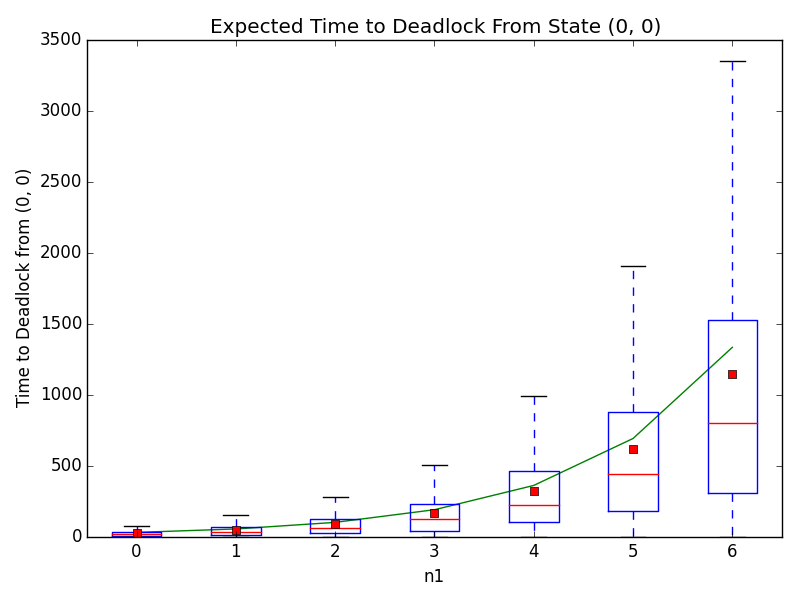 Expected Time to Deadlock From State (0, 0)
3500
3000
2500
2000
1500
1000
500
0
Time to Deadlock from (0, 0)
0 1 2 3 4 5 6
n1